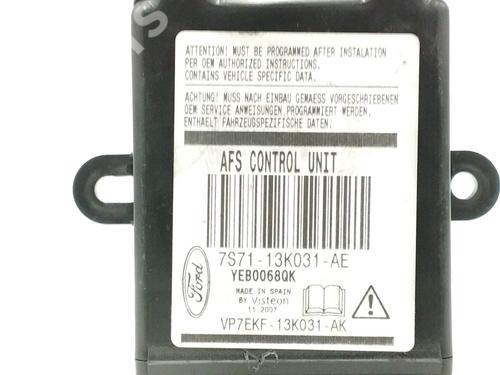 ATTENTION! MUST BE PROGRAMMED AFTER INSTALATION
PER OEM AUTHORIZED INSTRUCTIONS.
CONTAINS VEHICLE SPECIFIC DATA.
ACHTUNG! MUSS NACH EINBAU GEMAESS VORGESCHRIEBENEN
OEM SERVICE ANWEISUNGEN PROGRAMMIERT WERDEN.
ENTHAELT FAHRZEUGSPEZIFISCHE DATEN.
AFS CONTROL UNIT
7S71-13K031-AE
YEB0068QK
Ford
MADE IN SPAIN
BY Visteon
11.2007
VP7EKF-13K031-AK